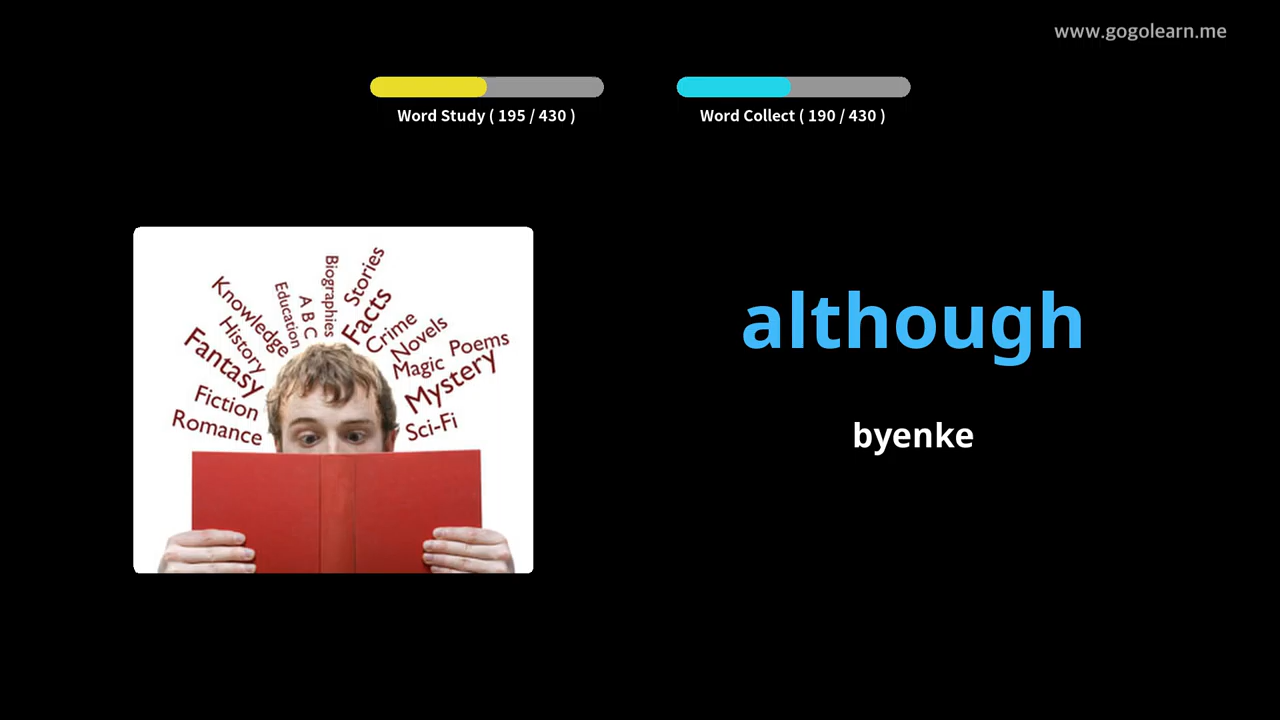 www.gogolearn.me
Word Study ( 195 / 430 )
Word Collect ( 190 / 430 )
Biographies
Stories
Education
A B C
Facts
Knowledge
Crime
History
Novels
Fantasy
Magic
Poems
Mystery
Fiction
Romance
Sci-Fi
although
byenke